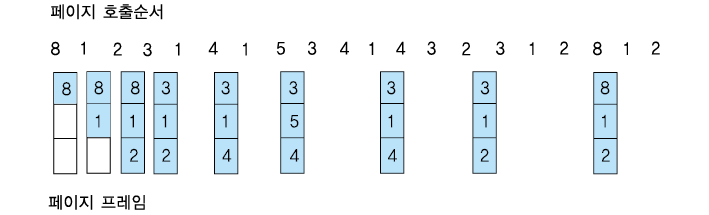 페이지 호출순서
8 1 2 3 1 4 1 5 3 4 1 4 3 2 3 1 2 8 1 2
8 8 8 3 3 3 3 3 8
1 1 1 1 5 1 1 1
2 2 4 4 4 2 2
페이지 프레임